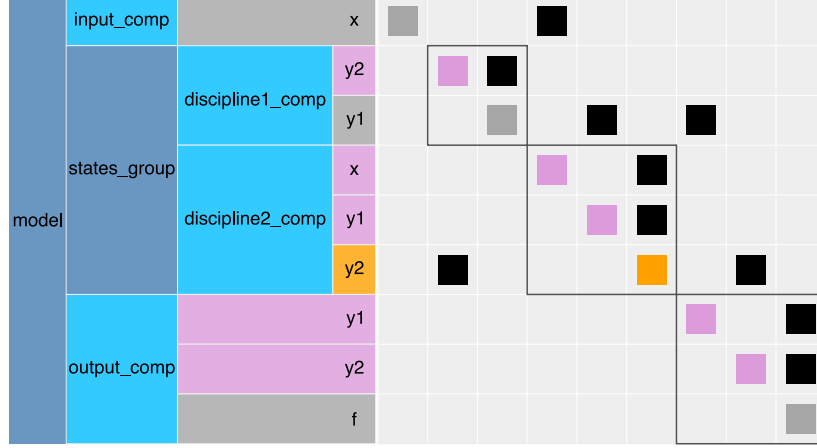 input_comp x
y2
discipline1_comp
y1
states_group x
discipline2_comp y1
model
y2
y1
output_comp y2
f